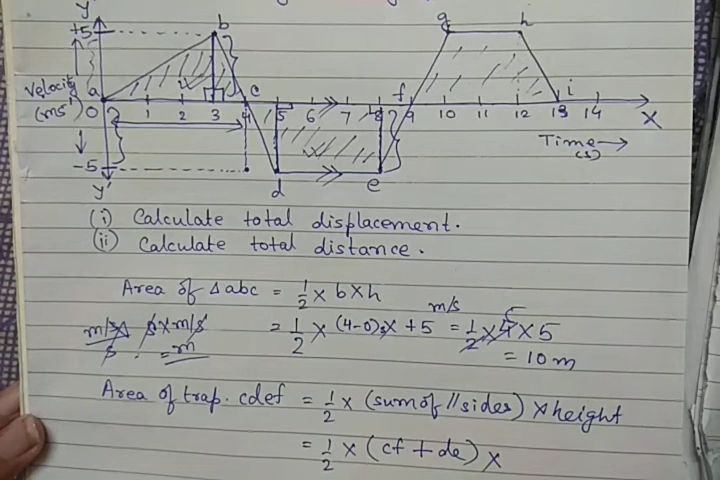 y
+5
b
g h
Velocity
(ms⁻¹)
a
c
f
i
O 1 2 3 4 5 6 7 8 9 10 11 12 13 14 X
Time→
(s)
-5
y'
d e
(i) Calculate total displacement.
(ii) Calculate total distance.
Area of Δabc = 1/2 × b × h
m/s
= 1/2 × (4-0)s × +5 = 1/2 × 4 × 5
s × m/s
= m
= 10 m
Area of trap. cdef = 1/2 × (sum of // sides) × height
= 1/2 × (cf + de) ×